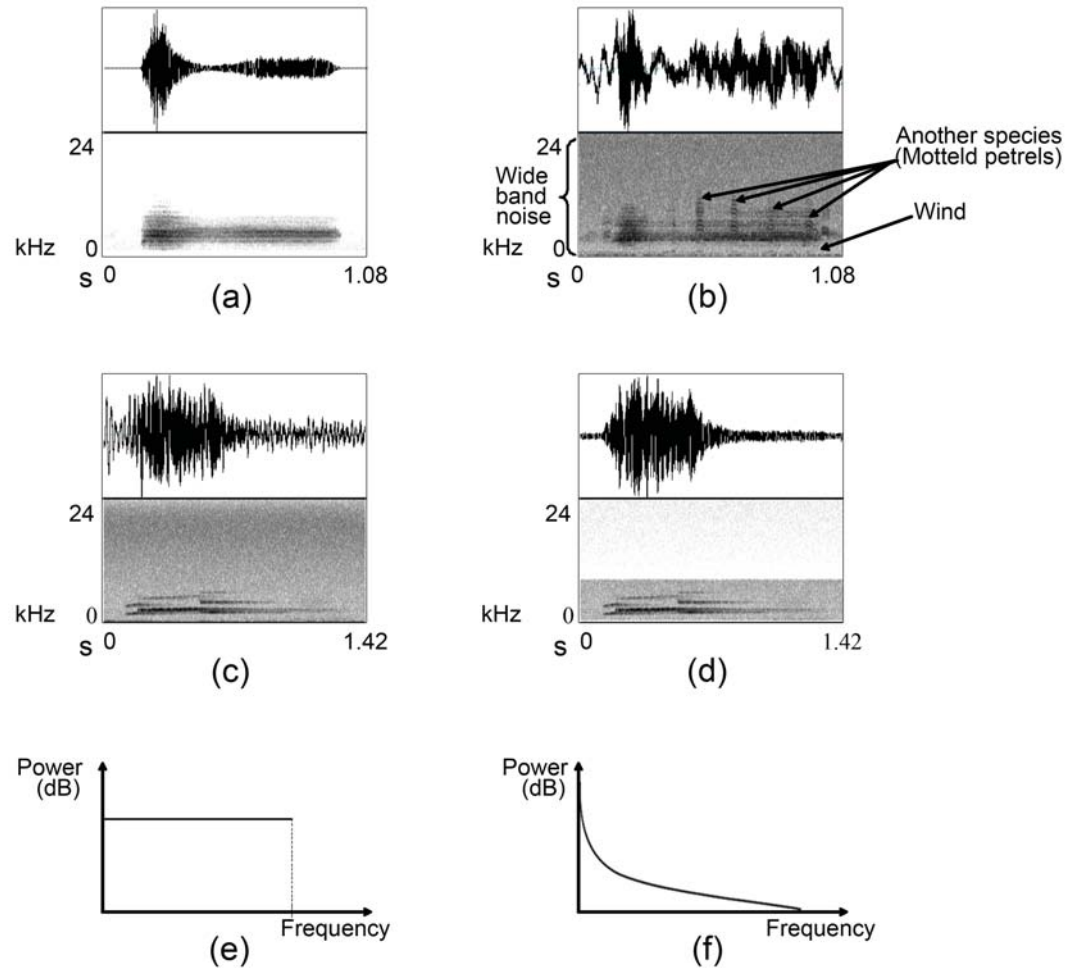 24
kHz
0
s
0
1.08
(a)
24
Wide
band
noise
kHz
0
s
0
1.08
Another species
(Motteld petrels)
Wind
(b)
24
kHz
0
s
0
1.42
(c)
24
kHz
0
s
0
1.42
(d)
Power
(dB)
Frequency
(e)
Power
(dB)
Frequency
(f)